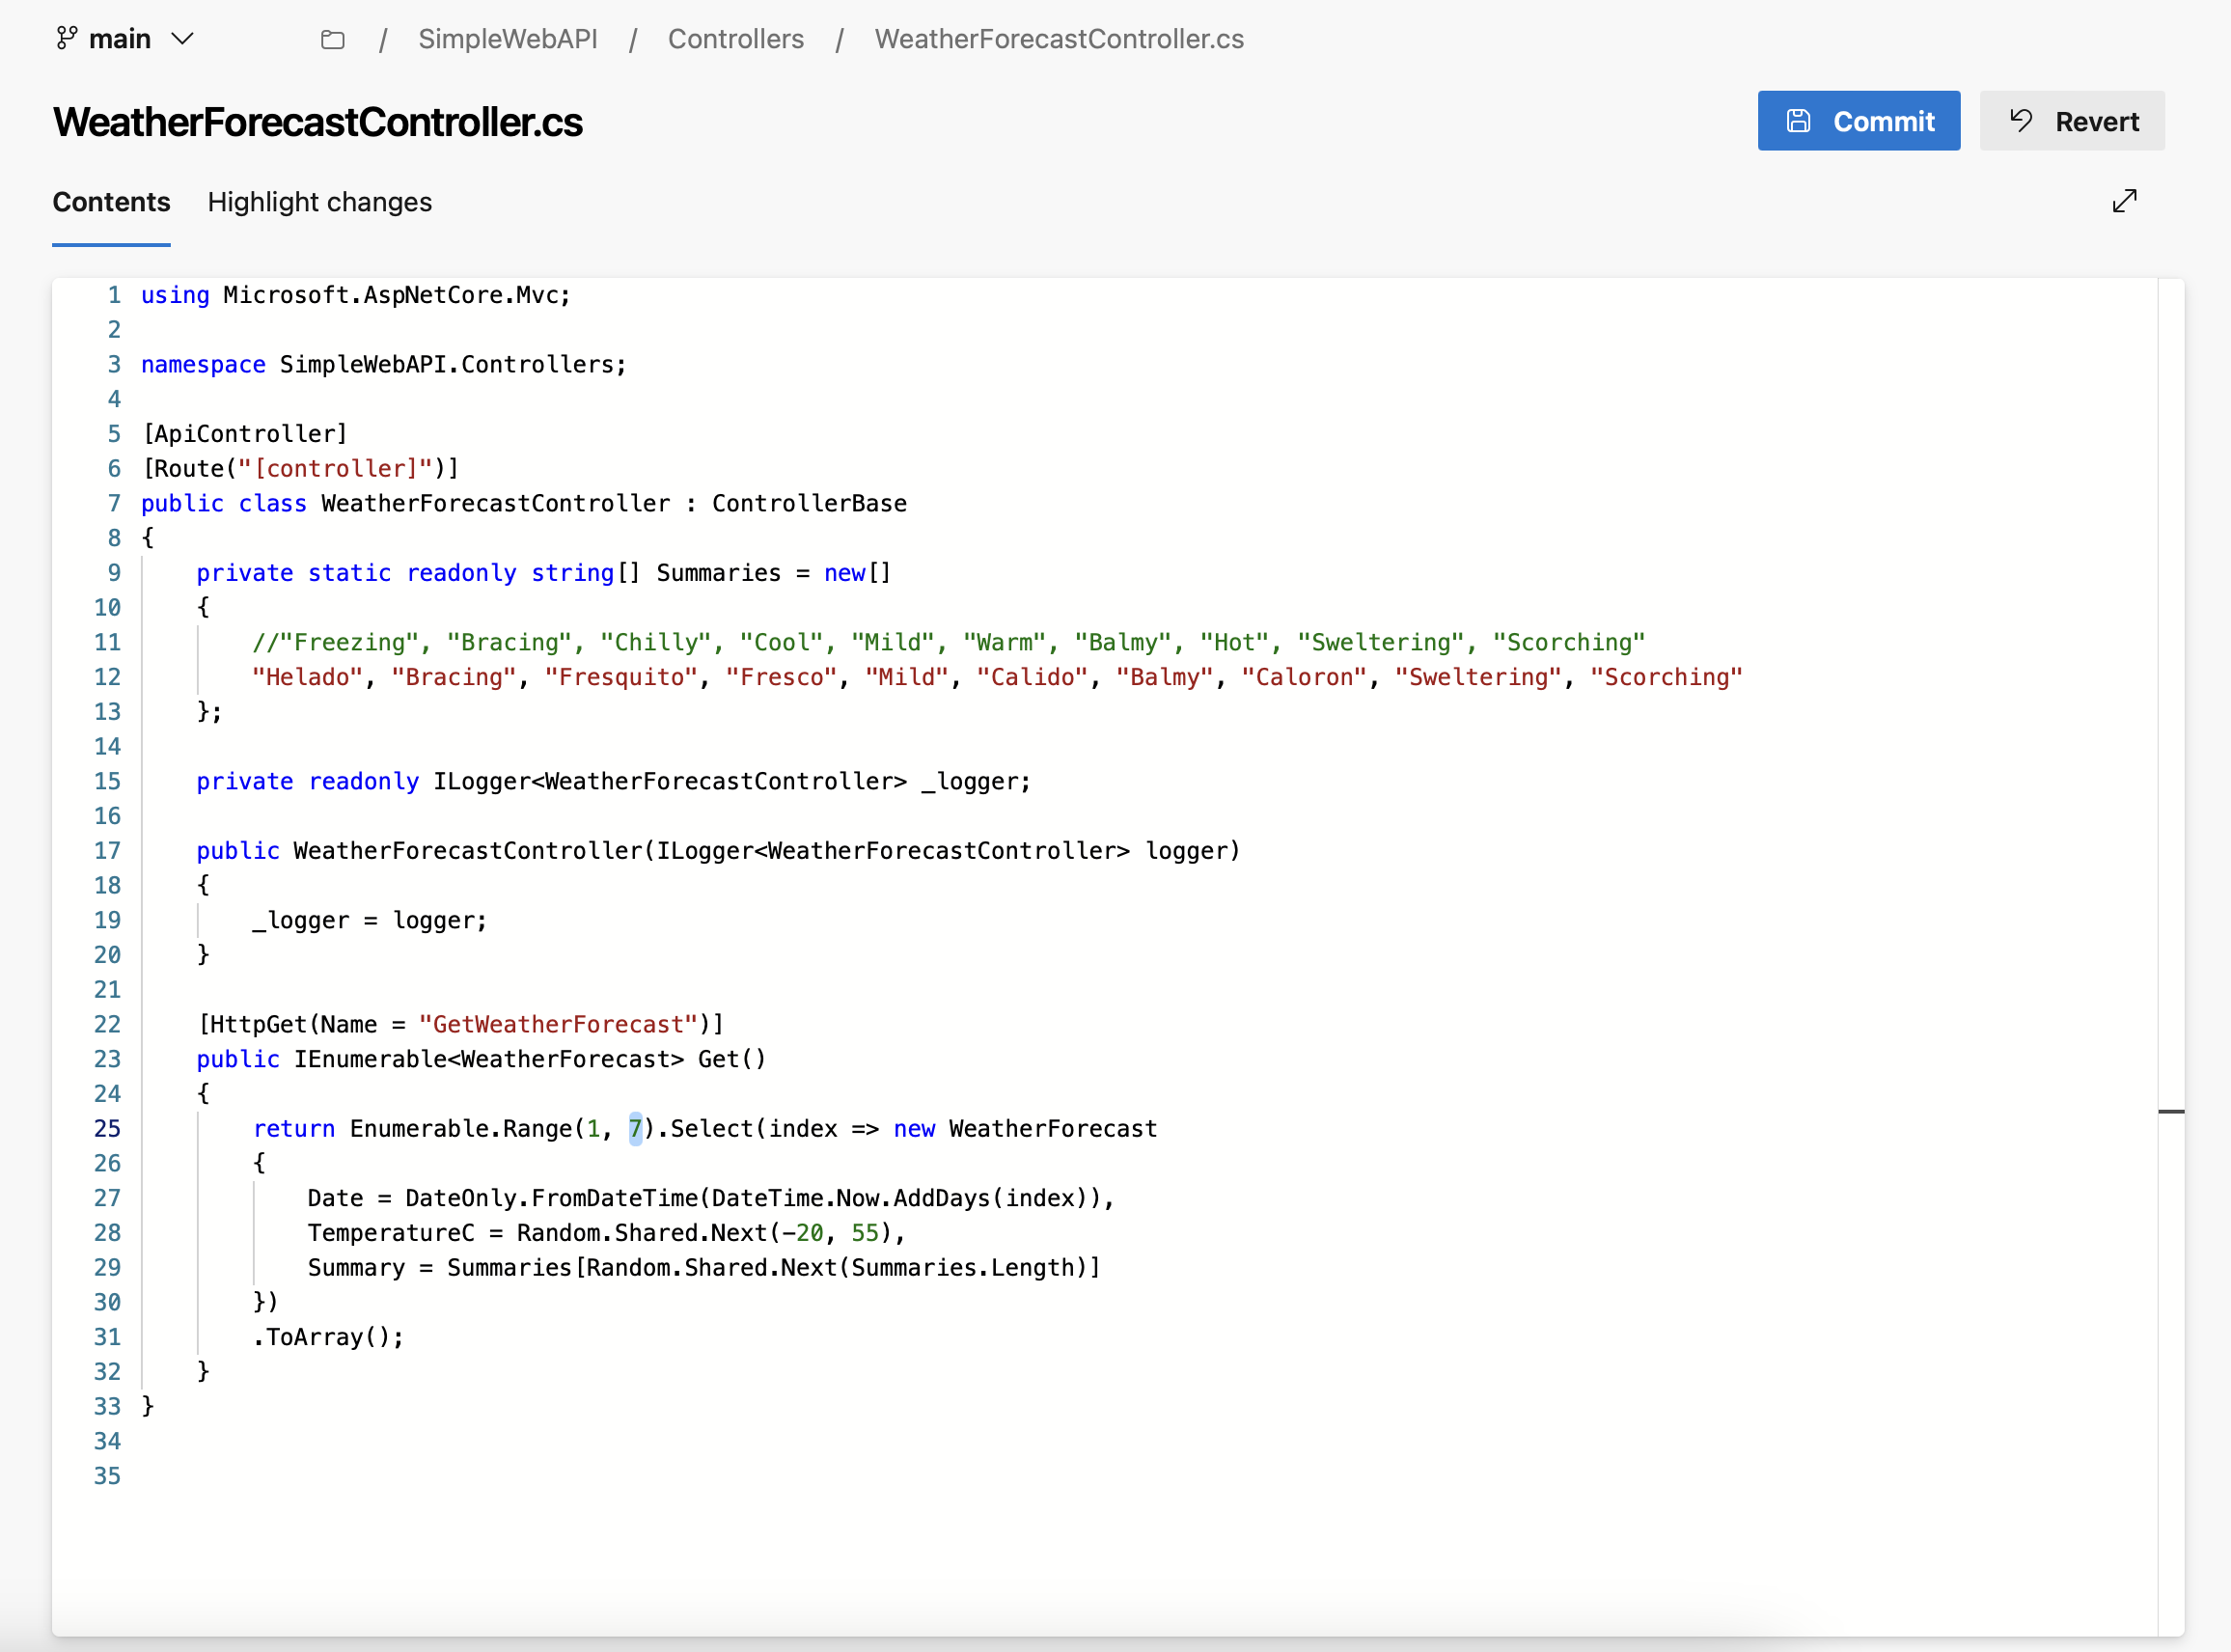 main
/ SimpleWebAPI / Controllers / WeatherForecastController.cs
WeatherForecastController.cs
Commit
Revert
Contents
Highlight changes
1 using Microsoft.AspNetCore.Mvc;
2
3 namespace SimpleWebAPI.Controllers;
4
5 [ApiController]
6 [Route("[controller]")]
7 public class WeatherForecastController : ControllerBase
8 {
9     private static readonly string[] Summaries = new[]
10     {
11         //"Freezing", "Bracing", "Chilly", "Cool", "Mild", "Warm", "Balmy", "Hot", "Sweltering", "Scorching"
12         "Helado", "Bracing", "Fresquito", "Fresco", "Mild", "Calido", "Balmy", "Caloron", "Sweltering", "Scorching"
13     };
14
15     private readonly ILogger<WeatherForecastController> _logger;
16
17     public WeatherForecastController(ILogger<WeatherForecastController> logger)
18     {
19         _logger = logger;
20     }
21
22     [HttpGet(Name = "GetWeatherForecast")]
23     public IEnumerable<WeatherForecast> Get()
24     {
25         return Enumerable.Range(1, 7).Select(index => new WeatherForecast
26         {
27             Date = DateOnly.FromDateTime(DateTime.Now.AddDays(index)),
28             TemperatureC = Random.Shared.Next(-20, 55),
29             Summary = Summaries[Random.Shared.Next(Summaries.Length)]
30         })
31         .ToArray();
32     }
33 }
34
35